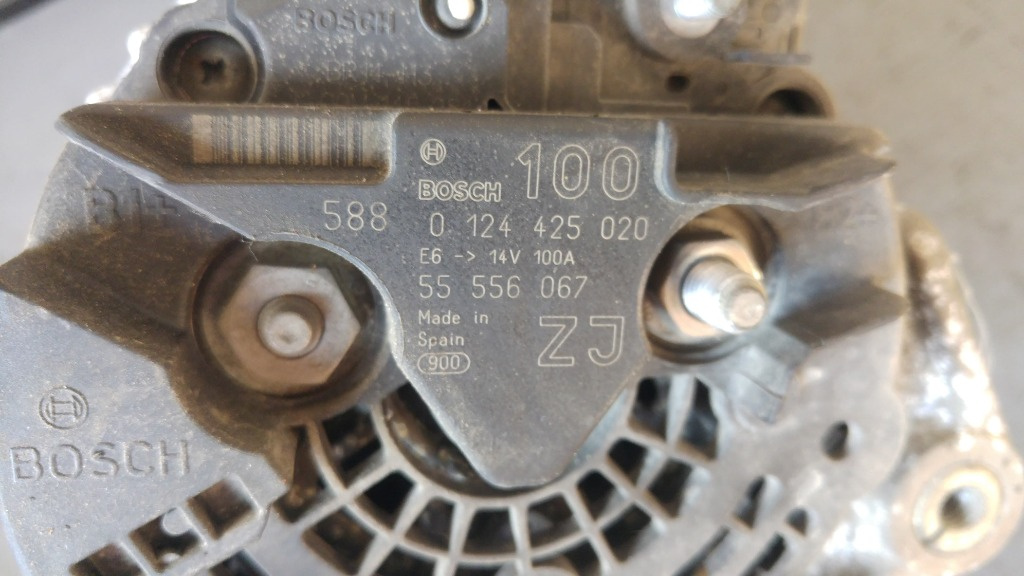 BOSCH
B1+
BOSCH 100
588 0 124 425 020
E6 -> 14V 100A
55 556 067
Made in
Spain ZJ
900
BOSCH